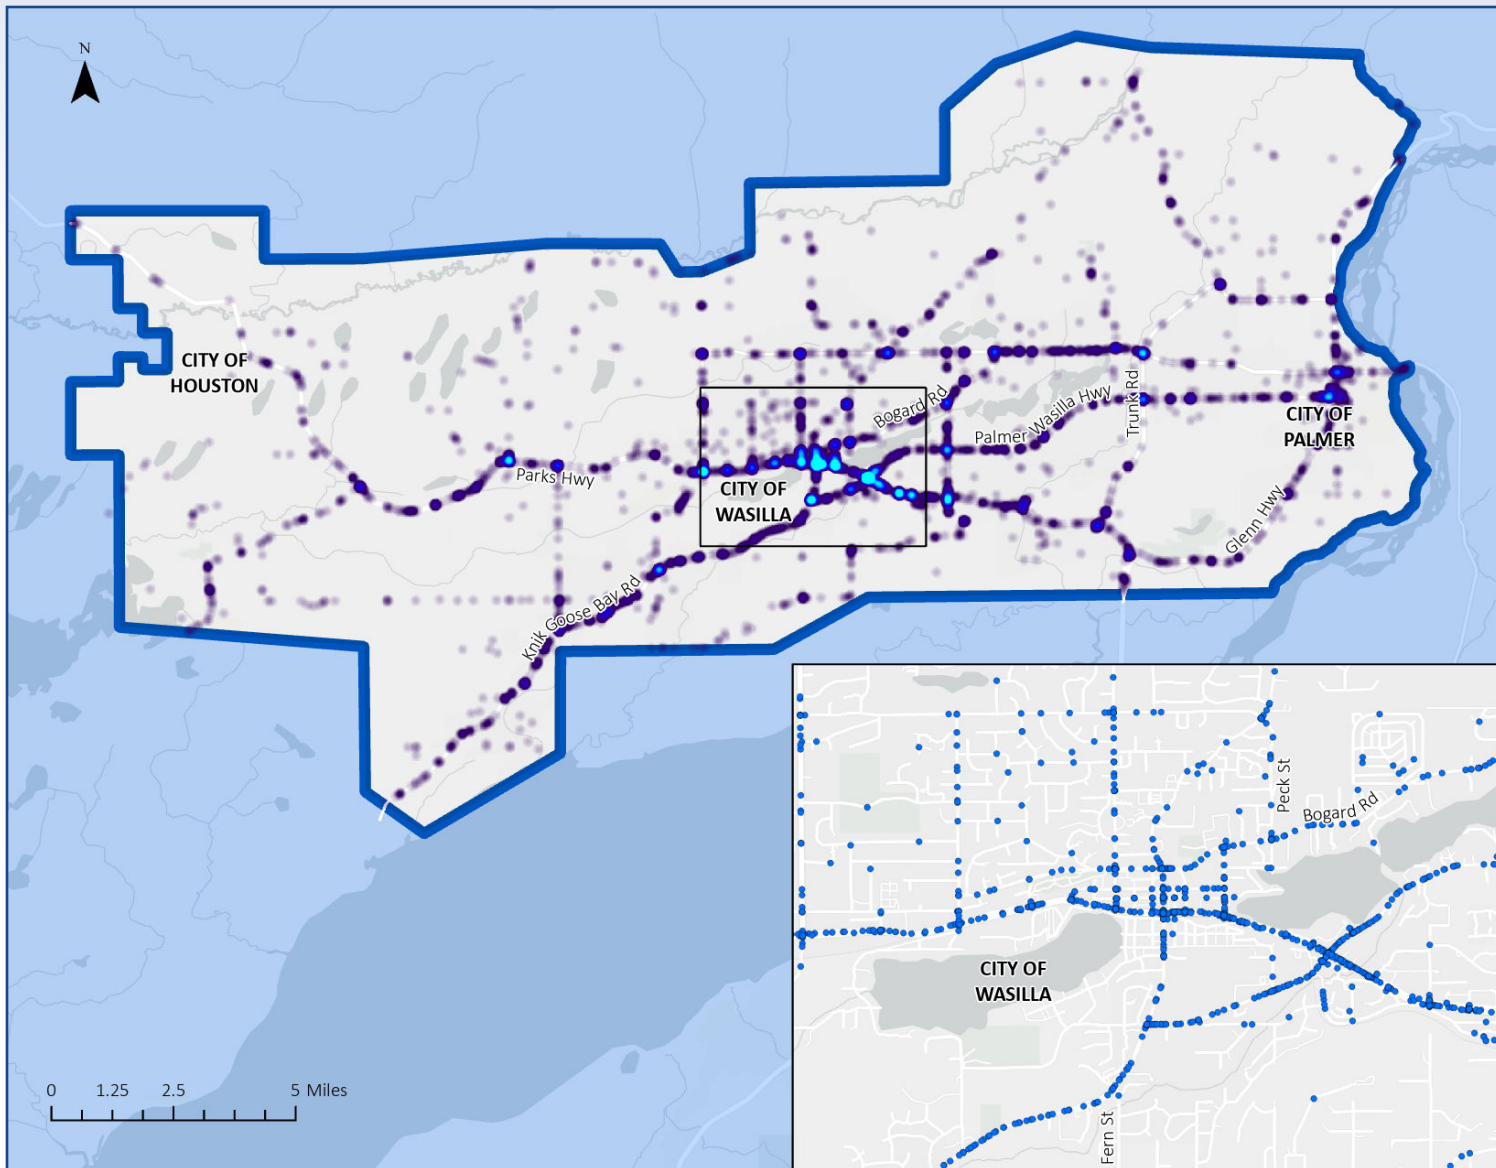 N
CITY OF
HOUSTON
Parks Hwy
CITY OF
WASILLA
Bogard Rd
Palmer Wasilla Hwy
Trunk Rd
CITY OF
PALMER
Glenn Hwy
Knik Goose Bay Rd
Peck St
Bogard Rd
CITY OF
WASILLA
Fern St
0 1.25 2.5 5 Miles